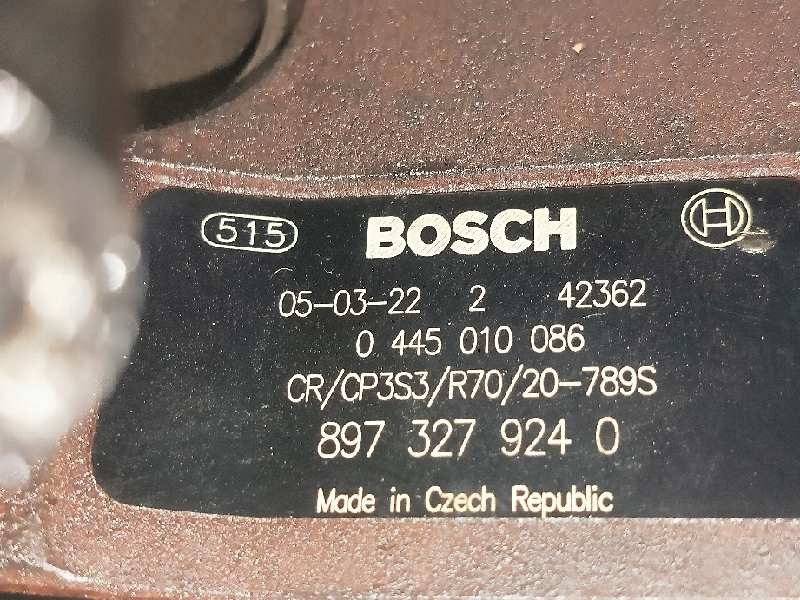 515 BOSCH
05-03-22 2 42362
0 445 010 086
CR/CP3S3/R70/20-789S
897 327 924 0
Made in Czech Republic